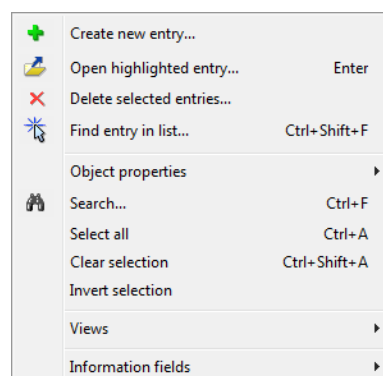 Create new entry...
Open highlighted entry... Enter
Delete selected entries...
Find entry in list... Ctrl+Shift+F
Object properties
Search... Ctrl+F
Select all Ctrl+A
Clear selection Ctrl+Shift+A
Invert selection
Views
Information fields